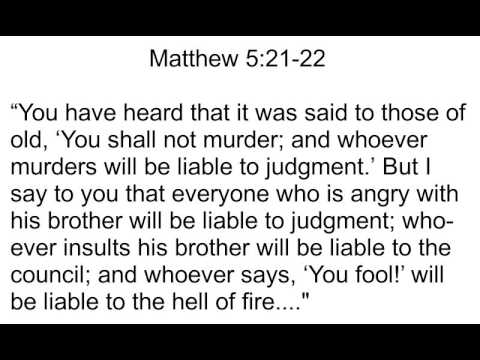 Matthew 5:21-22
“You have heard that it was said to those of
old, ‘You shall not murder; and whoever
murders will be liable to judgment.’ But I
say to you that everyone who is angry with
his brother will be liable to judgment; who-
ever insults his brother will be liable to the
council; and whoever says, ‘You fool!’ will
be liable to the hell of fire...."